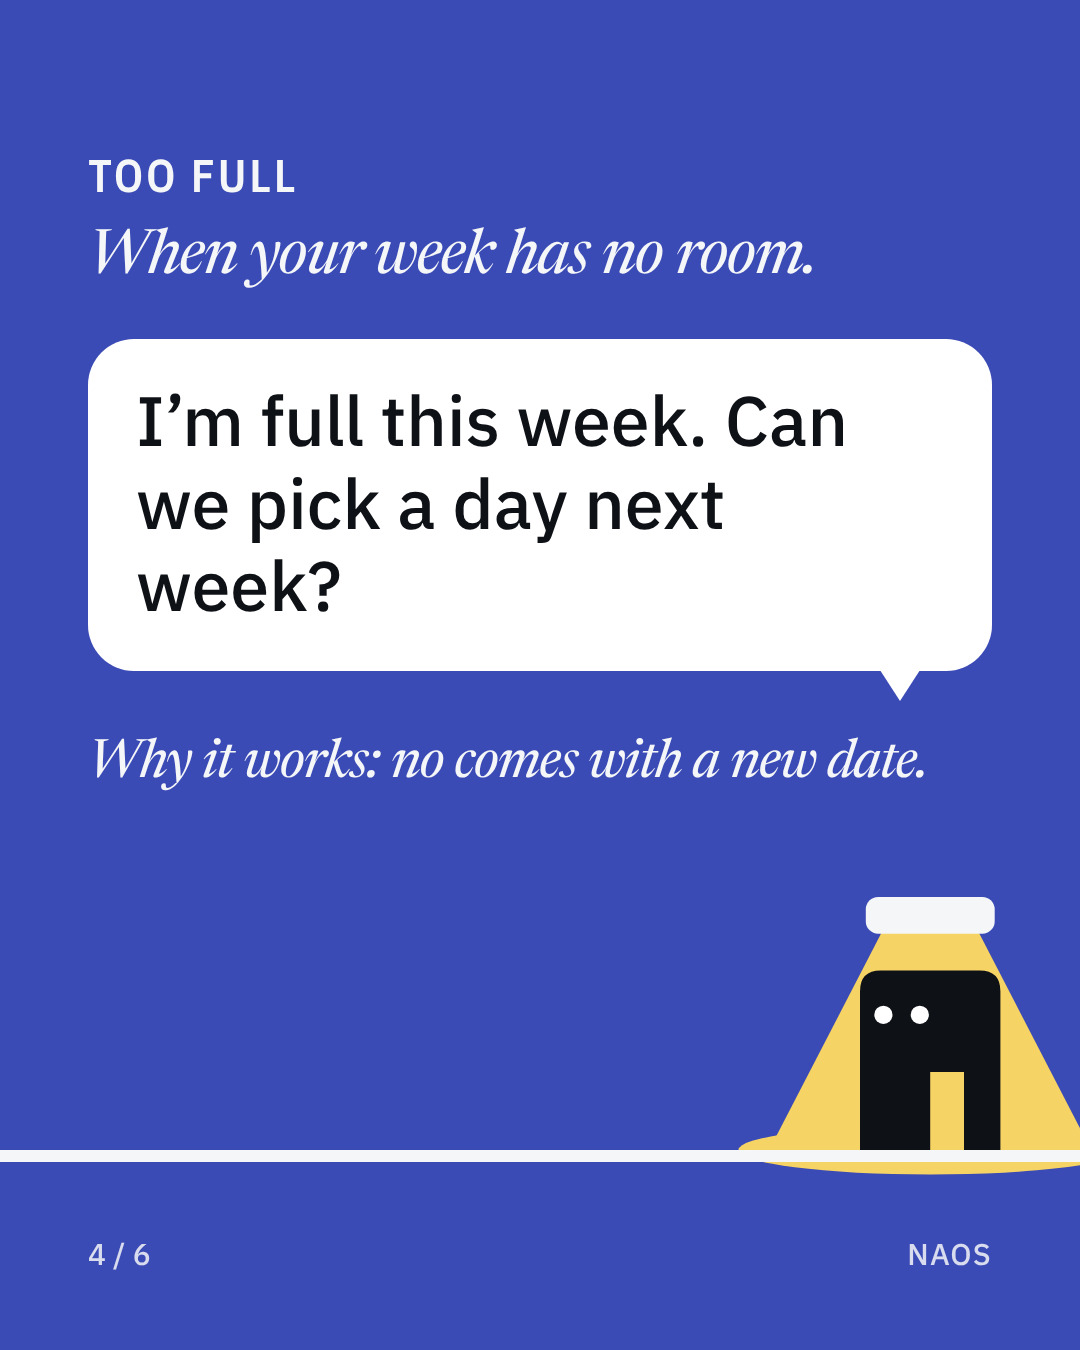 TOO FULL
When your week has no room.
I’m full this week. Can
we pick a day next
week?
Why it works: no comes with a new date.
4 / 6
NAOS